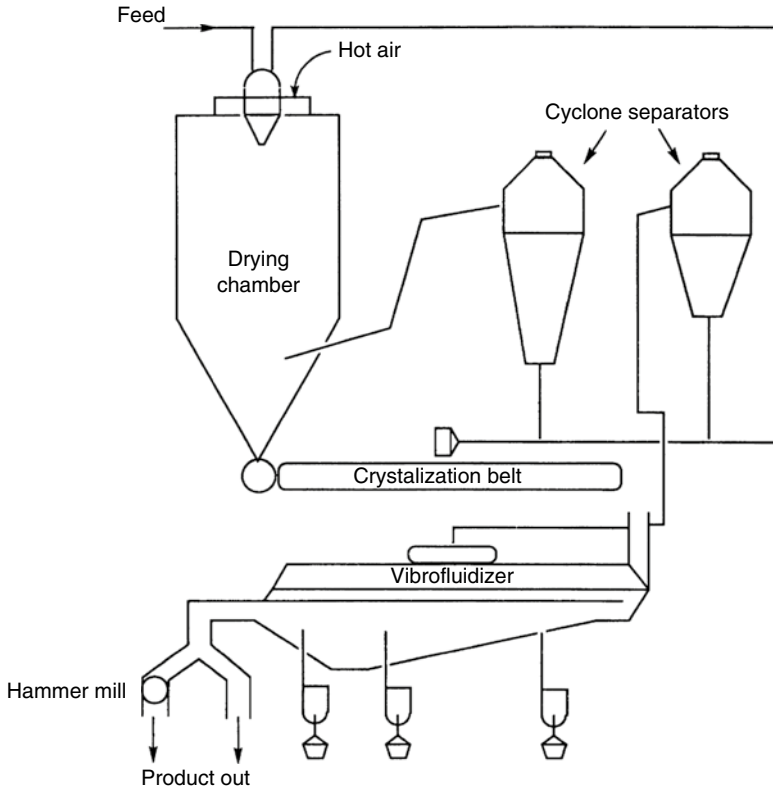 Feed
Hot air
Cyclone separators
Drying
chamber
Crystalization belt
Vibrofluidizer
Hammer mill
Product out